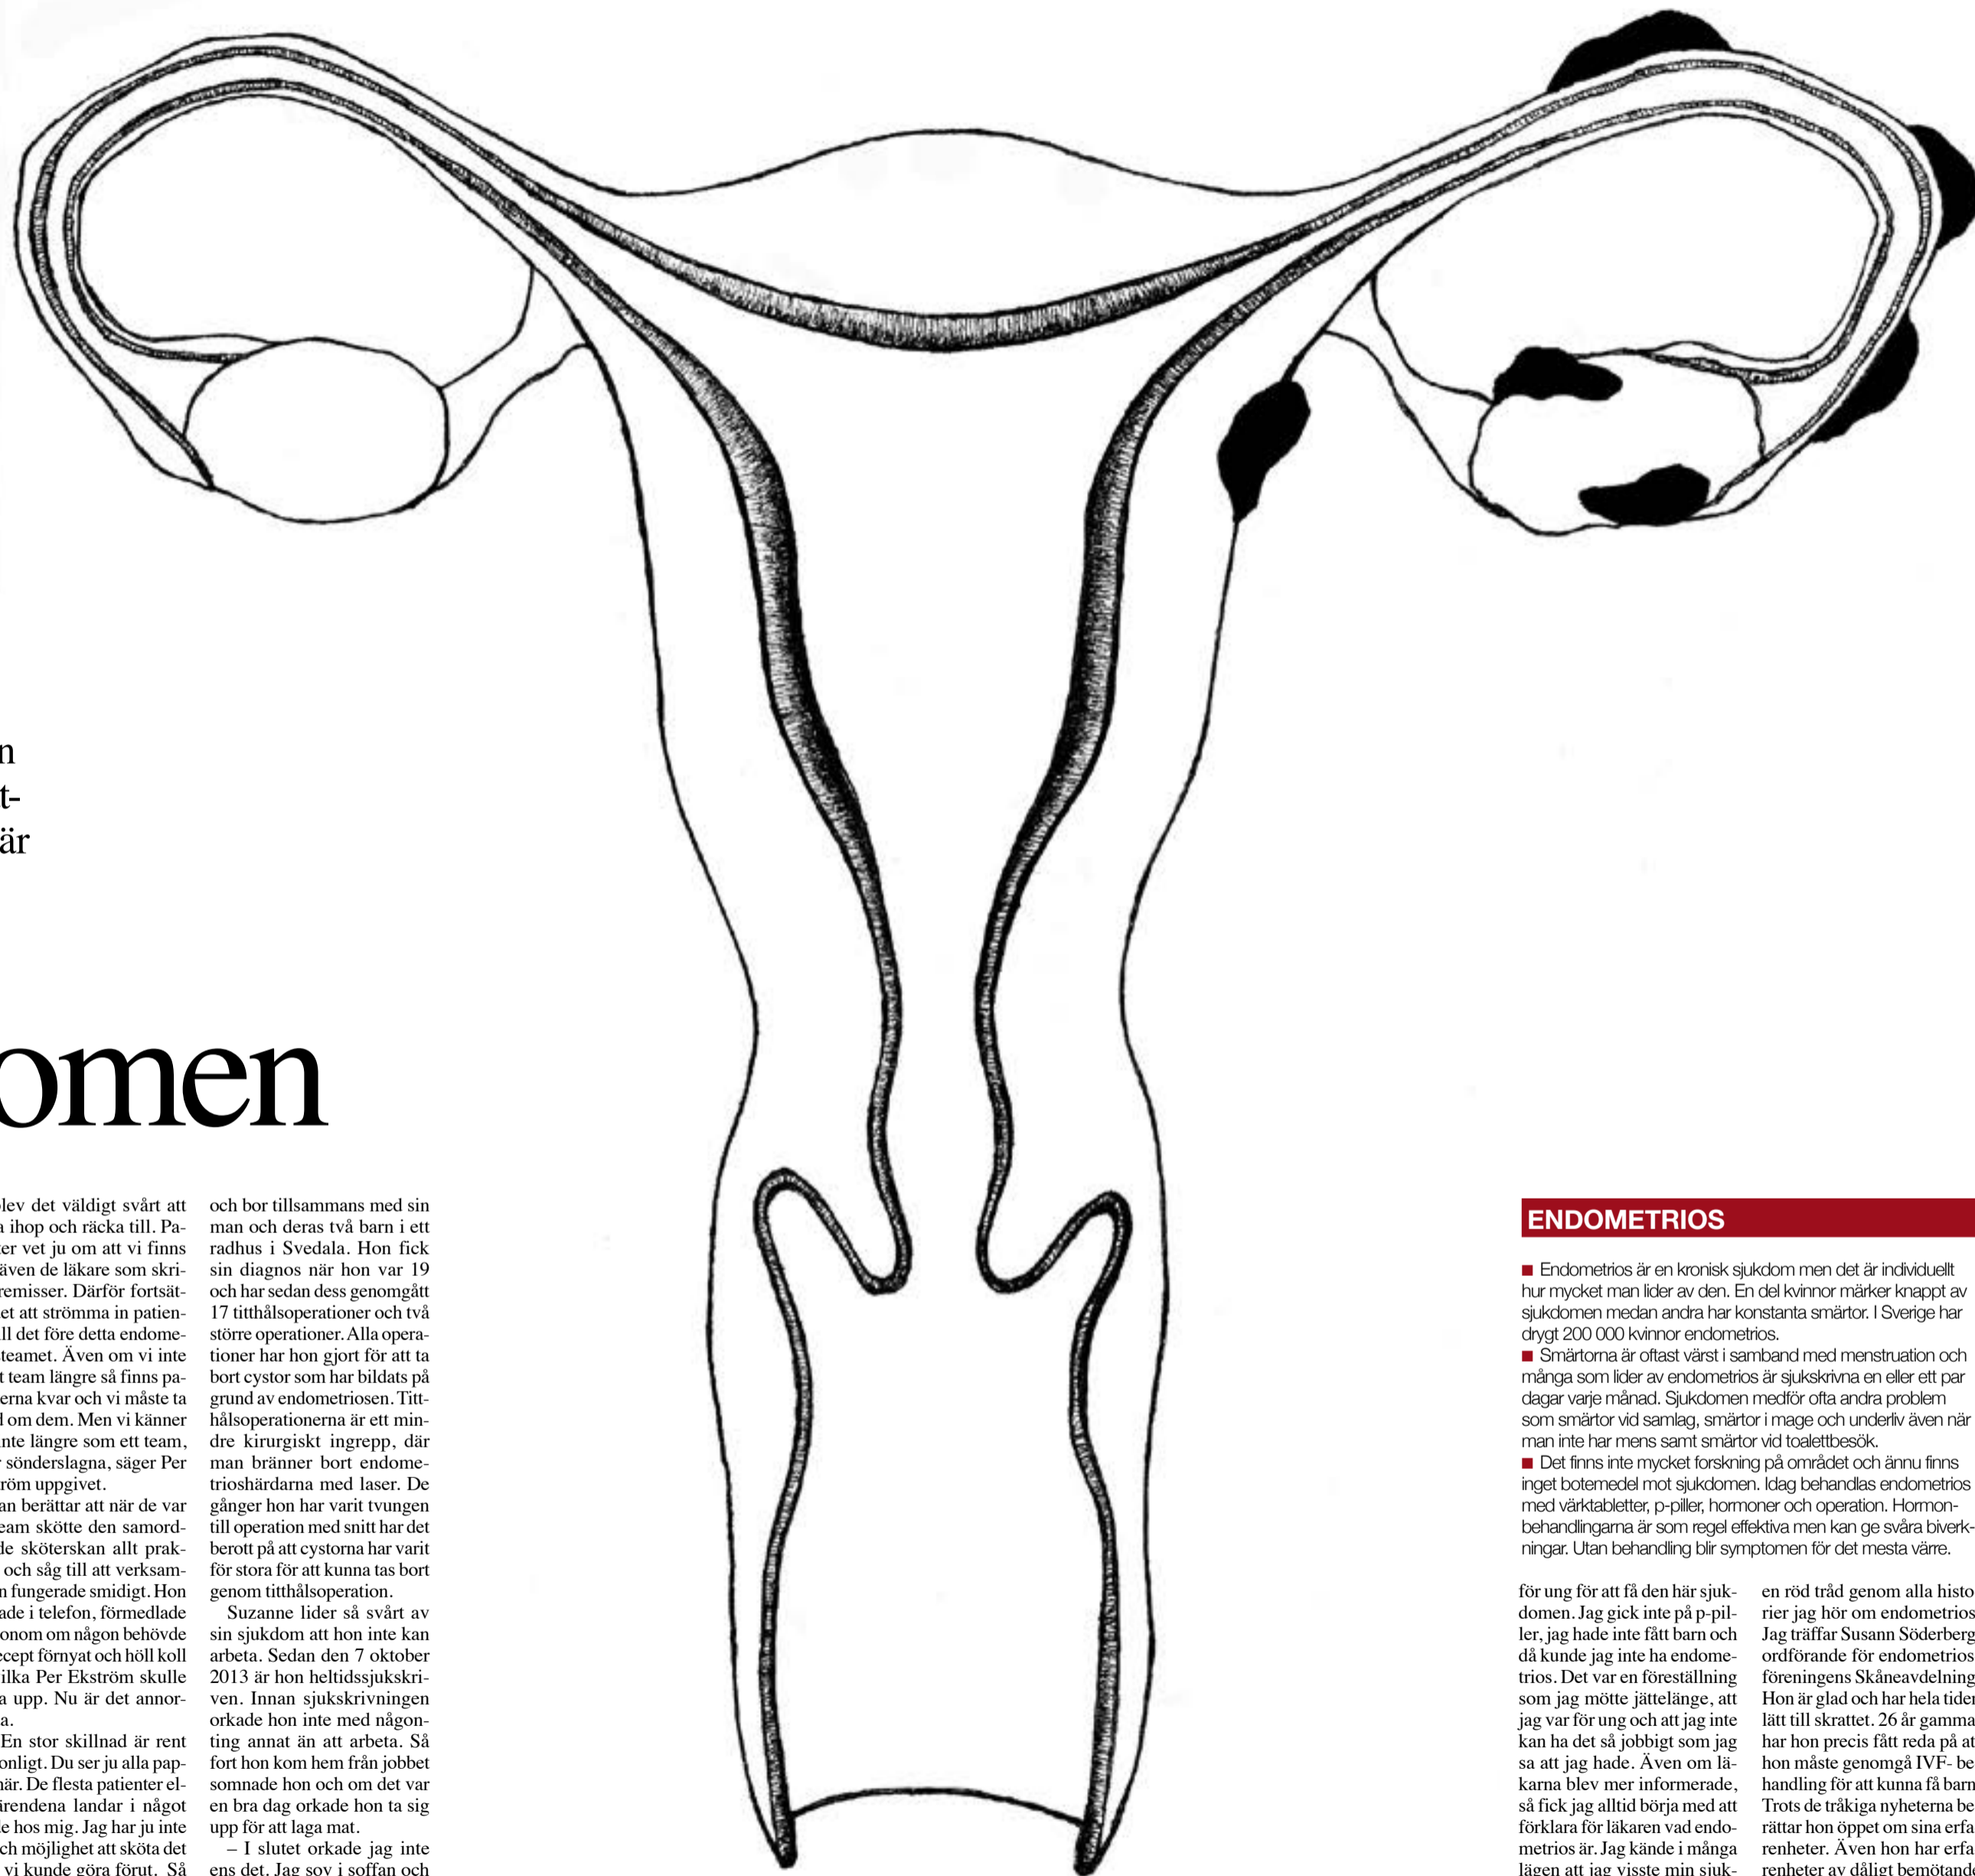 n
t-
är
omen
lev det väldigt svårt att
a ihop och räcka till. Pa-
er vet ju om att vi finns
även de läkare som skri-
remisser. Därför fortsät-
et att strömma in patien-
ll det före detta endome-
teamet. Även om vi inte
t team längre så finns pa-
erna kvar och vi måste ta
d om dem. Men vi känner
inte längre som ett team,
r sönderslagna, säger Per
röm uppgivet.
an berättar att när de var
eam skötte den samord-
de sköterskan allt prak-
och såg till att verksam-
n fungerade smidigt. Hon
ade i telefon, förmedlade
onom om någon behövde
ecept förnyat och höll koll
ilka Per Ekström skulle
a upp. Nu är det annor-
a.
En stor skillnad är rent
onligt. Du ser ju alla pap-
när. De flesta patienter el-
ärendena landar i något
e hos mig. Jag har ju inte
ch möjlighet att sköta det
vi kunde göra förut. Så
och bor tillsammans med sin
man och deras två barn i ett
radhus i Svedala. Hon fick
sin diagnos när hon var 19
och har sedan dess genomgått
17 titthålsoperationer och två
större operationer. Alla opera-
tioner har hon gjort för att ta
bort cystor som har bildats på
grund av endometriosen. Titt-
hålsoperationerna är ett min-
dre kirurgiskt ingrepp, där
man bränner bort endome-
trioshärdarna med laser. De
gånger hon har varit tvungen
till operation med snitt har det
berott på att cystorna har varit
för stora för att kunna tas bort
genom titthålsoperation.
Suzanne lider så svårt av
sin sjukdom att hon inte kan
arbeta. Sedan den 7 oktober
2013 är hon heltidssjukskri-
ven. Innan sjukskrivningen
orkade hon inte med någon-
ting annat än att arbeta. Så
fort hon kom hem från jobbet
somnade hon och om det var
en bra dag orkade hon ta sig
upp för att laga mat.
– I slutet orkade jag inte
ens det. Jag sov i soffan och
ENDOMETRIOS
■ Endometrios är en kronisk sjukdom men det är individuellt
hur mycket man lider av den. En del kvinnor märker knappt av
sjukdomen medan andra har konstanta smärtor. I Sverige har
drygt 200 000 kvinnor endometrios.
■ Smärtorna är oftast värst i samband med menstruation och
många som lider av endometrios är sjukskrivna en eller ett par
dagar varje månad. Sjukdomen medför ofta andra problem
som smärtor vid samlag, smärtor i mage och underliv även när
man inte har mens samt smärtor vid toalettbesök.
■ Det finns inte mycket forskning på området och ännu finns
inget botemedel mot sjukdomen. Idag behandlas endometrios
med värktabletter, p-piller, hormoner och operation. Hormon-
behandlingarna är som regel effektiva men kan ge svåra biverk-
ningar. Utan behandling blir symptomen för det mesta värre.
för ung för att få den här sjuk-
domen. Jag gick inte på p-pil-
ler, jag hade inte fått barn och
då kunde jag inte ha endome-
trios. Det var en föreställning
som jag mötte jättelänge, att
jag var för ung och att jag inte
kan ha det så jobbigt som jag
sa att jag hade. Även om lä-
karna blev mer informerade,
så fick jag alltid börja med att
förklara för läkaren vad endo-
metrios är. Jag kände i många
lägen att jag visste min sjuk-
en röd tråd genom alla histo
rier jag hör om endometrios
Jag träffar Susann Söderberg
ordförande för endometrios
föreningens Skåneavdelning
Hon är glad och har hela tiden
lätt till skrattet. 26 år gamma
har hon precis fått reda på at
hon måste genomgå IVF- be
handling för att kunna få barn
Trots de tråkiga nyheterna be
rättar hon öppet om sina erfa
renheter. Även hon har erfa
renheter av dåligt bemötande